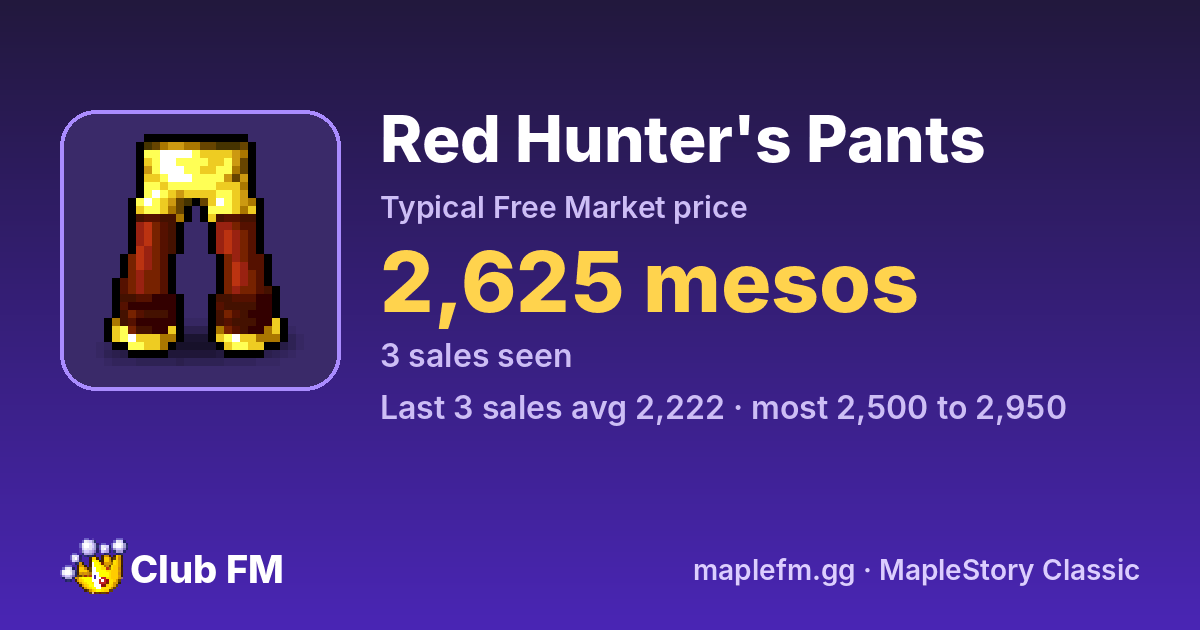 Red Hunter's Pants
Typical Free Market price
2,625 mesos
3 sales seen
Last 3 sales avg 2,222 · most 2,500 to 2,950
Club FM
maplefm.gg · MapleStory Classic